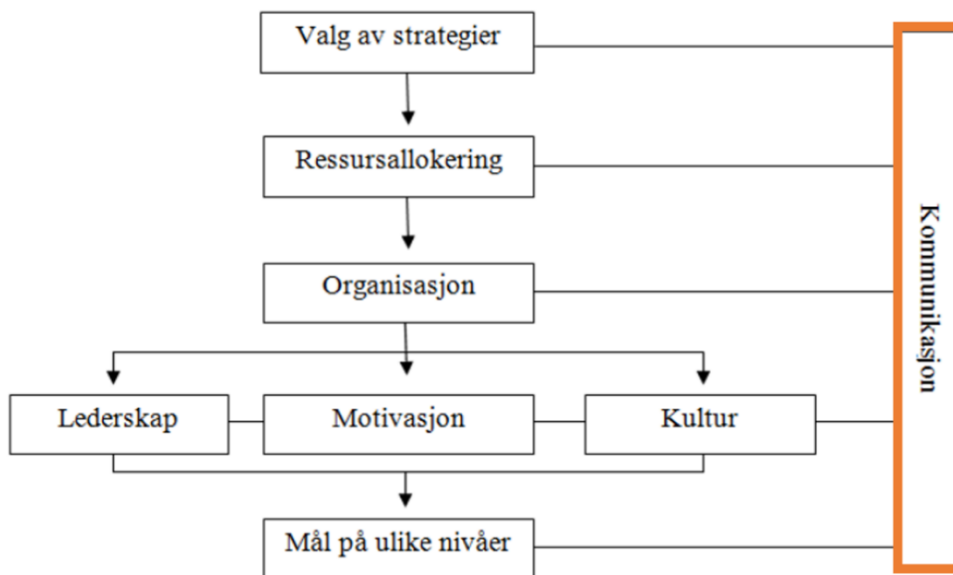 Valg av strategier
Ressursallokering
Organisasjon
Lederskap
Motivasjon
Kultur
Mål på ulike nivåer
Kommunikasjon